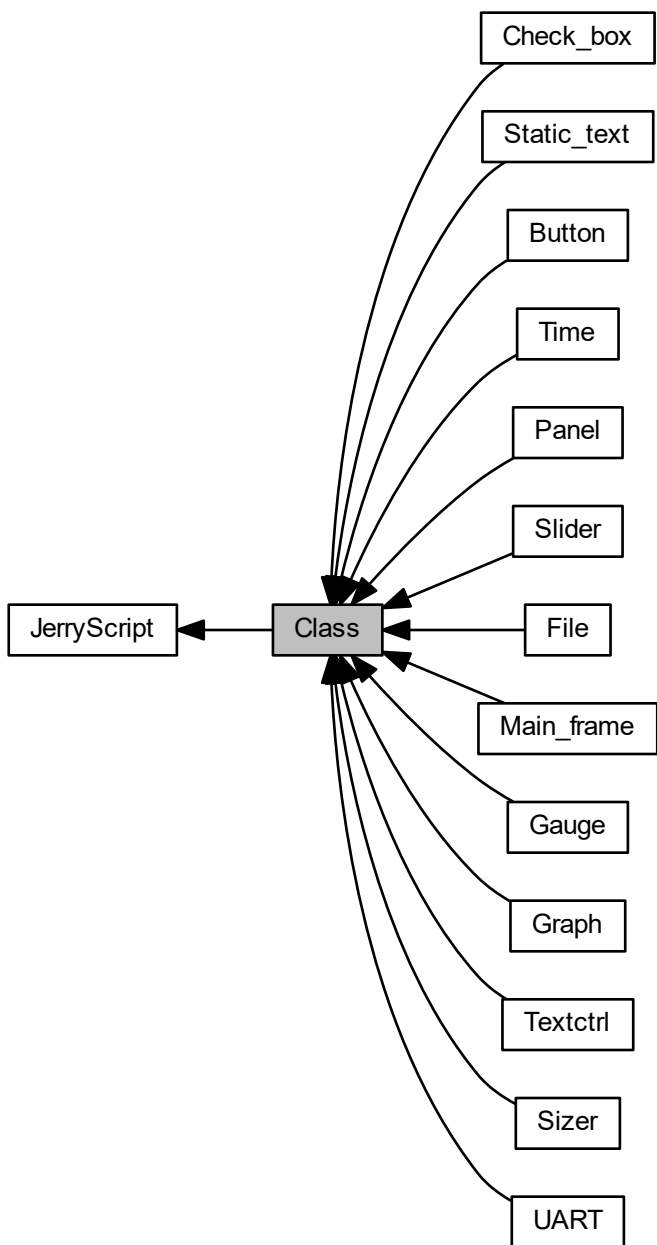 Check_box
Static_text
Button
Time
Panel
Slider
JerryScript
Class
File
Main_frame
Gauge
Graph
Textctrl
Sizer
UART